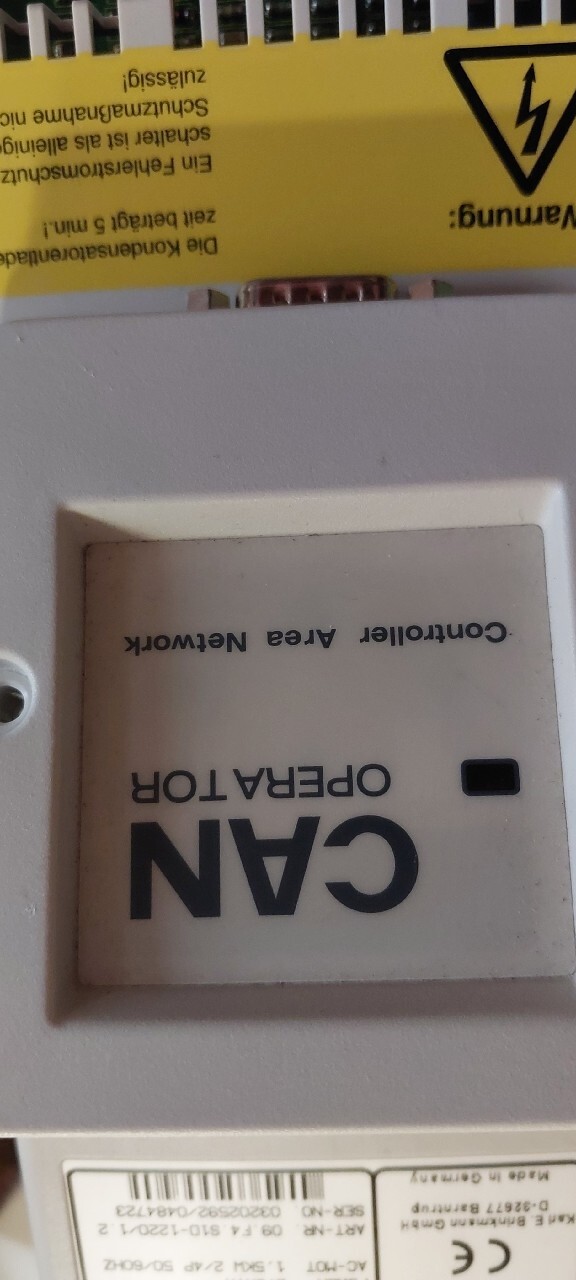 CE
Karl E. Brinkmann GmbH
D-32677 Barntrup
Made in Germany
AC-MOT 1.5KW 2/4P 50/60HZ
ART-NR. 09.F4 S10-1220/1.2
SER-NO. 03202592/0484723
CAN
OPERATOR
Controller Area Network
Warnung:
Die Kondensatorentlade
zeit beträgt 5 min.!
Ein Fehlerstromschutz
schalter ist als alleinige
Schutzmaßnahme nic
zulässig!